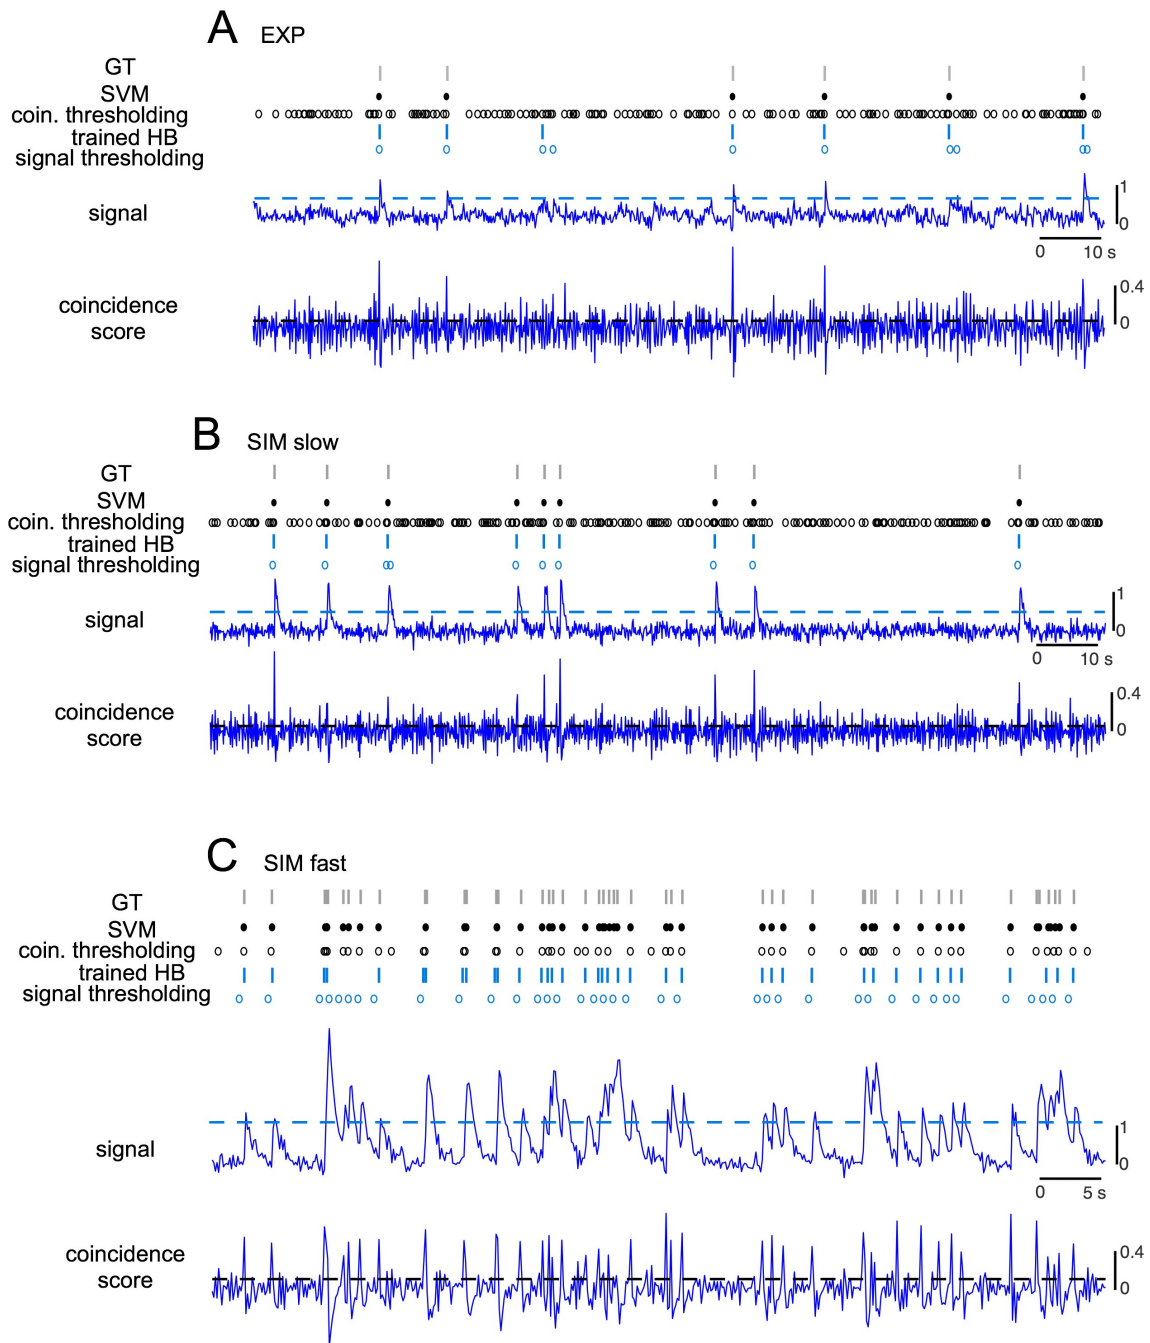 A EXP
GT
SVM
coin. thresholding
trained HB
signal thresholding
signal
1
0
0 10 s
coincidence
score
0.4
0
B SIM slow
GT
SVM
coin. thresholding
trained HB
signal thresholding
signal
1
0
0 10 s
coincidence
score
0.4
0
C SIM fast
GT
SVM
coin. thresholding
trained HB
signal thresholding
signal
1
0
0 5 s
coincidence
score
0.4
0